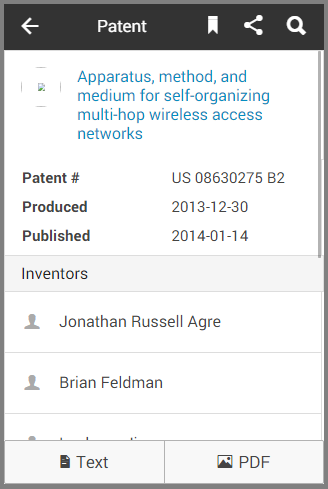 Patent
Apparatus, method, and
medium for self-organizing
multi-hop wireless access
networks
Patent # US 08630275 B2
Produced 2013-12-30
Published 2014-01-14
Inventors
Jonathan Russell Agre
Brian Feldman
Text PDF